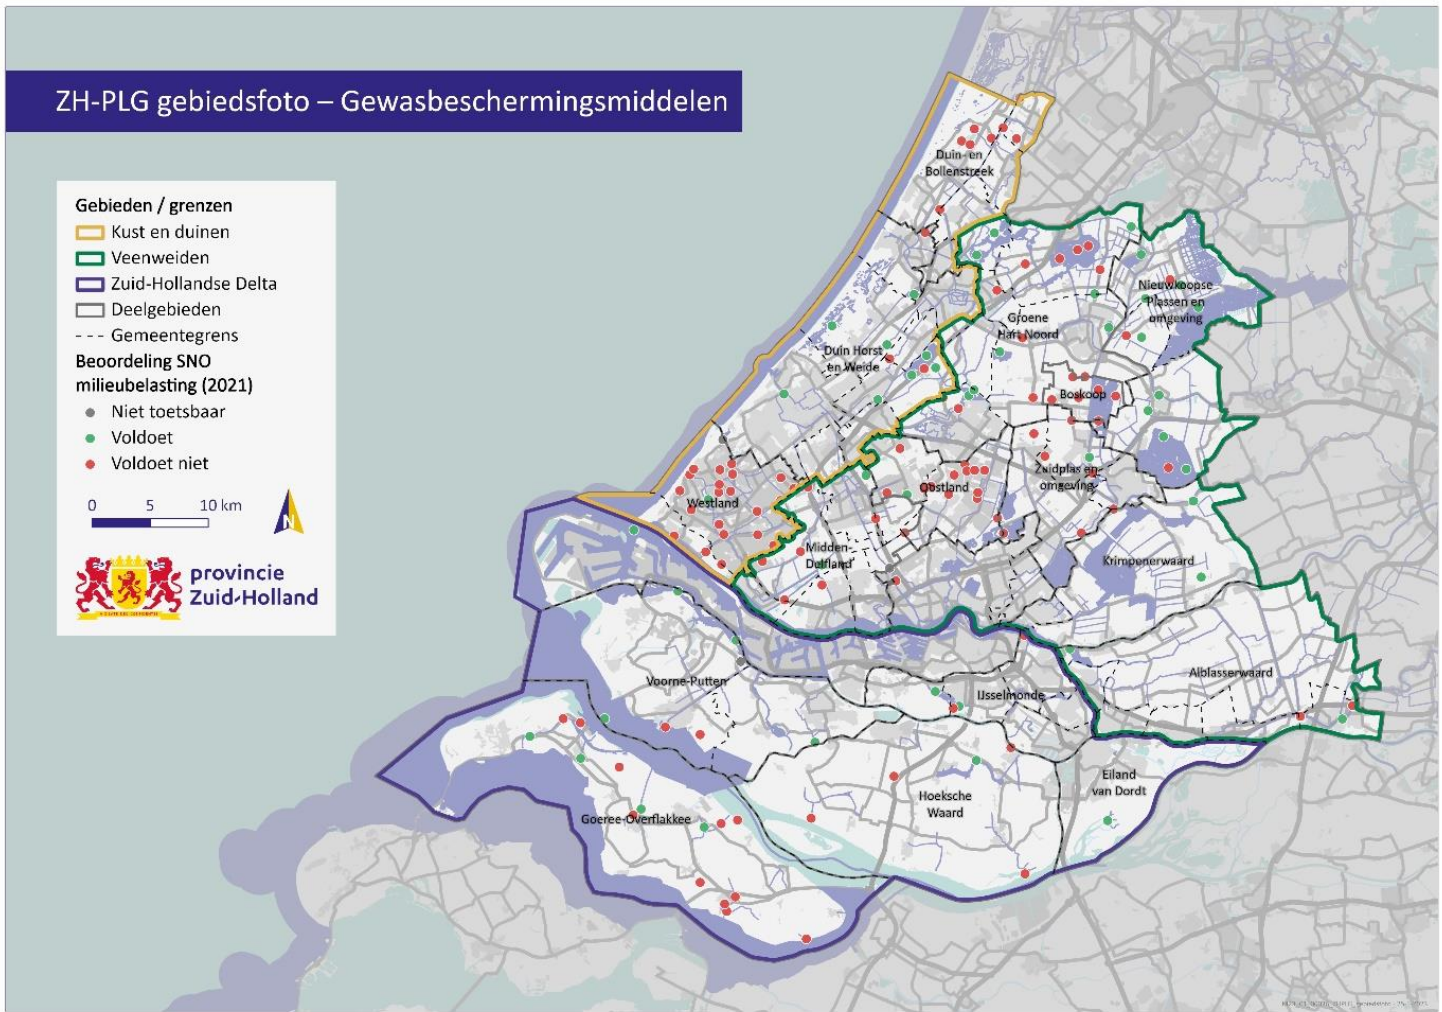 ZH-PLG gebiedsfoto – Gewasbeschermingsmiddelen
Gebieden / grenzen
Kust en duinen
Veenweiden
Zuid-Hollandse Delta
Deelgebieden
Gemeentegrens
Beoordeling SNO
milieubelasting (2021)
Niet toetsbaar
Voldoet
Voldoet niet
0 5 10 km
N
provincie
Zuid-Holland
Duin- en
Bollenstreek
Nieuwkoopse
Plassen en
omgeving
Groene
Hart Noord
Duin Horst
en Weide
Boskoop
Zuidplas en
omgeving
Oostland
Westland
Midden-
Delfland
Krimpenerwaard
Alblasserwaard
Voorne-Putten
IJsselmonde
Eiland
van Dordt
Hoeksche
Waard
Goeree-Overflakkee